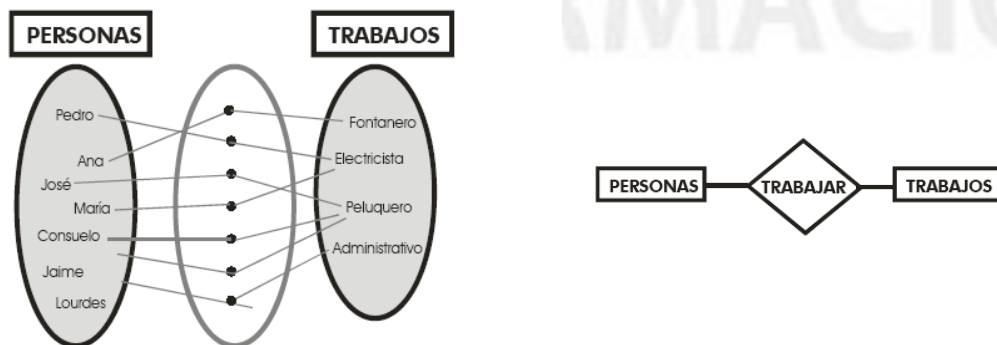 PERSONAS
TRABAJOS
Pedro
Ana
José
María
Consuelo
Jaime
Lourdes
Fontanero
Electricista
Peluquero
Administrativo
PERSONAS
TRABAJAR
TRABAJOS